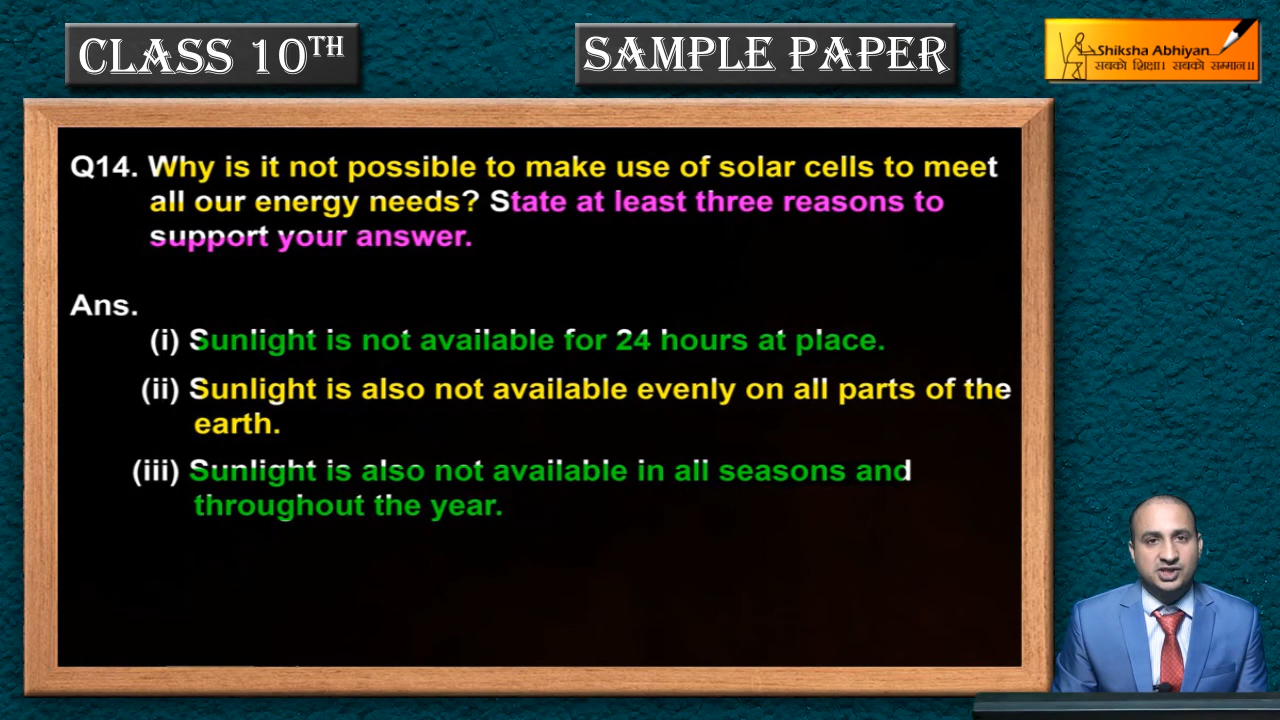 CLASS 10TH
SAMPLE PAPER
Shiksha Abhiyan
सबको शिक्षा। सबको सम्मान॥
Q14. Why is it not possible to make use of solar cells to meet
all our energy needs? State at least three reasons to
support your answer.
Ans.
(i) Sunlight is not available for 24 hours at place.
(ii) Sunlight is also not available evenly on all parts of the
earth.
(iii) Sunlight is also not available in all seasons and
throughout the year.